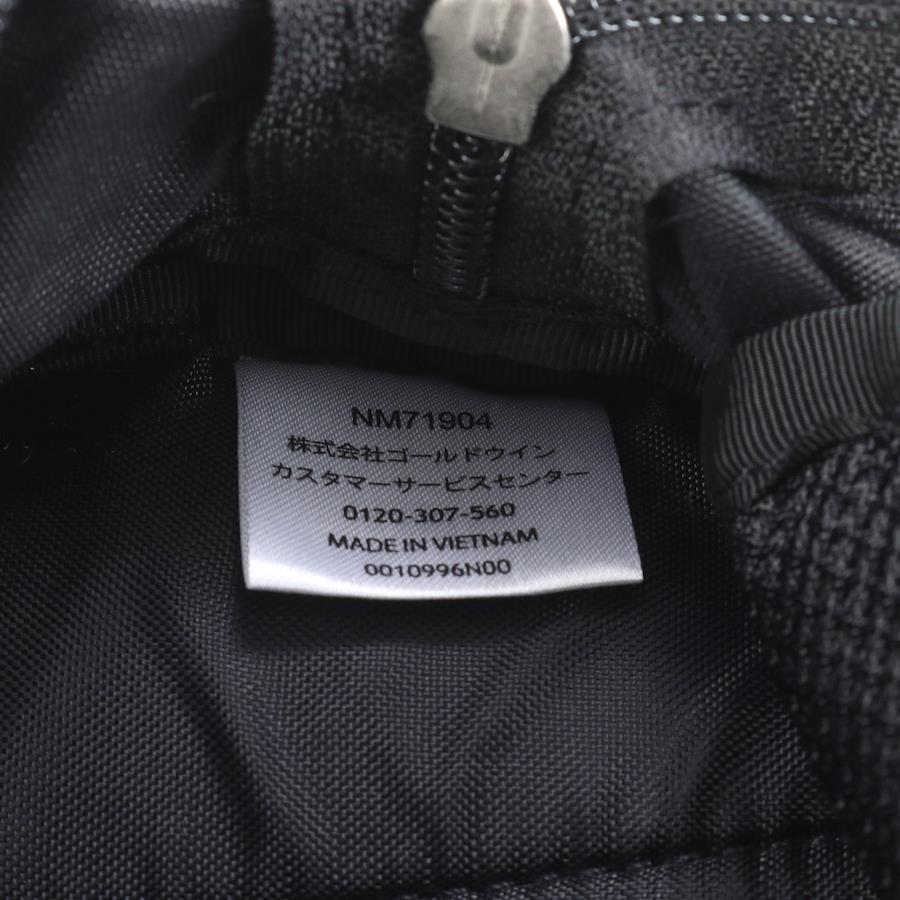 NM71904
株式会社ゴールドウイン
カスタマーサービスセンター
0120-307-560
MADE IN VIETNAM
0010996N00